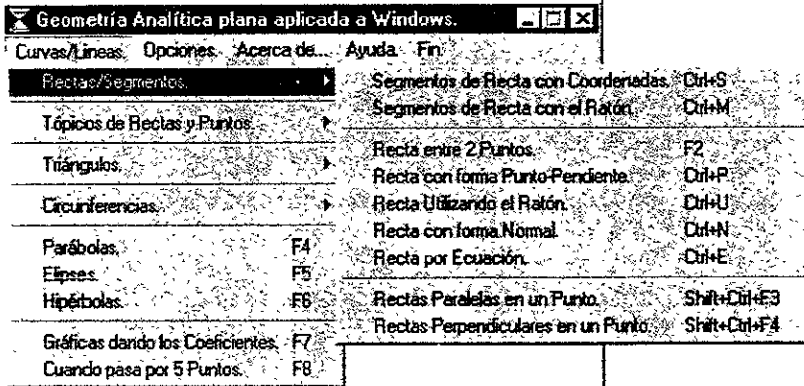 Geometría Analítica plana aplicada a Windows.
Curvas/Lineas. Opciones. Acerca de... Ayuda. Fin.
Rectas/Segmentos.
Tópicos de Rectas y Puntos.
Triángulos.
Circunferencias.
Parábolas. F4
Elipses. F5
Hipérbolas. F6
Gráficas dando los Coeficientes. F7
Cuando pasa por 5 Puntos. F8
Segmentos de Recta con Coordenadas. Ctrl+S
Segmentos de Recta con el Ratón. Ctrl+M
Recta entre 2 Puntos. F2
Recta con forma Punto-Pendiente. Ctrl+P
Recta Utilizando el Ratón. Ctrl+U
Recta con forma Normal. Ctrl+N
Recta por Ecuación. Ctrl+E
Rectas Paralelas en un Punto. Shift+Ctrl+F3
Rectas Perpendiculares en un Punto. Shift+Ctrl+F4